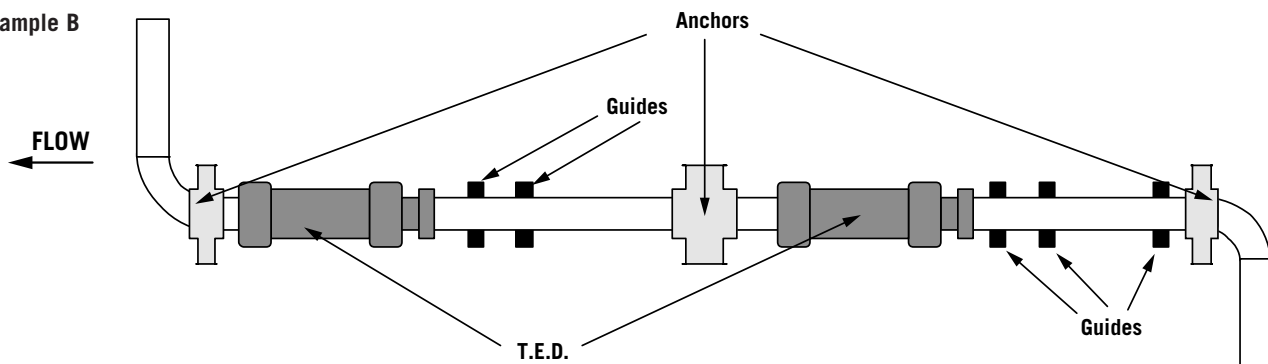 ample B
Anchors
Guides
FLOW
Guides
T.E.D.